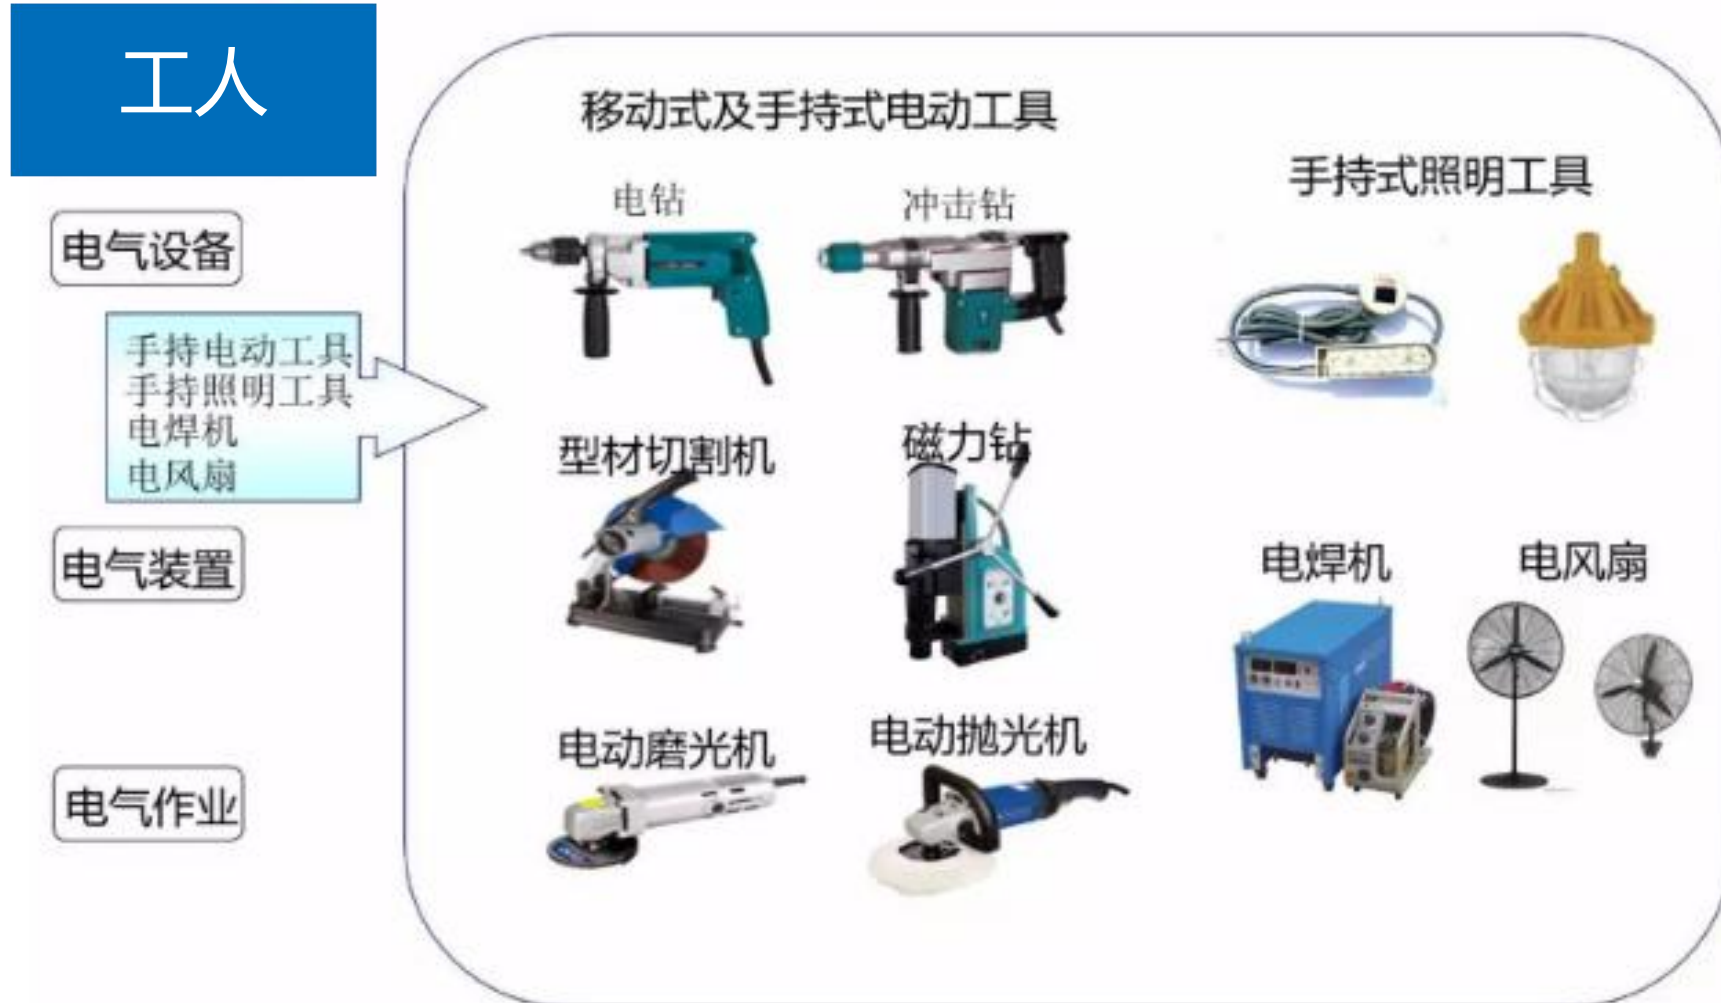 工人
电气设备
手持电动工具
手持照明工具
电焊机
电风扇
电气装置
电气作业
移动式及手持式电动工具
电钻
冲击钻
型材切割机
磁力钻
电动磨光机
电动抛光机
手持式照明工具
电焊机
电风扇